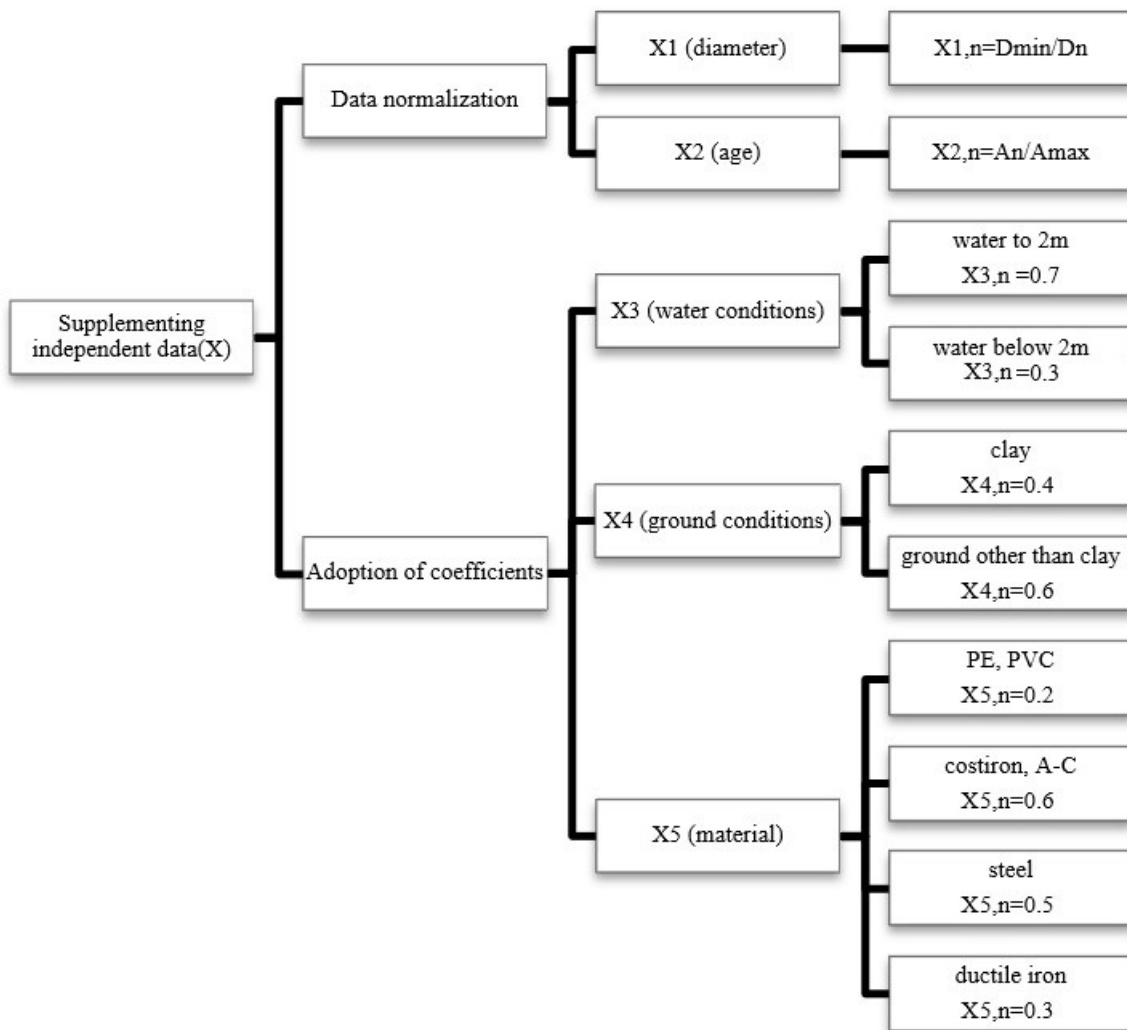 Supplementing
independent data(X)
Data normalization
X1 (diameter)
X1,n=Dmin/Dn
X2 (age)
X2,n=An/Amax
Adoption of coefficients
X3 (water conditions)
water to 2m
X3,n =0.7
water below 2m
X3,n =0.3
X4 (ground conditions)
clay
X4,n=0.4
ground other than clay
X4,n=0.6
X5 (material)
PE, PVC
X5,n=0.2
costiron, A-C
X5,n=0.6
steel
X5,n=0.5
ductile iron
X5,n=0.3